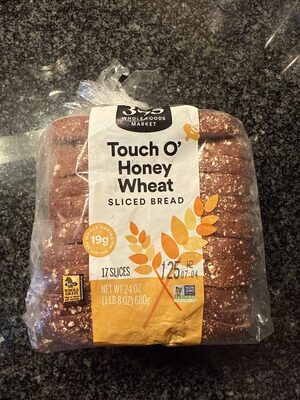 365
WHOLE FOODS
MARKET
Touch O'
Honey
Wheat
SLICED BREAD
19g
17 SLICES
NET WT 24 OZ
(1 LB 8 OZ) 680g